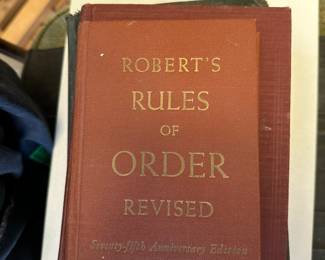 ROBERT'S
RULES
OF
ORDER
REVISED
Seventy-fifth Anniversary Edition